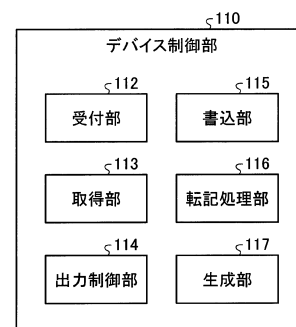 110
デバイス制御部
112
受付部
115
書込部
113
取得部
116
転記処理部
114
出力制御部
117
生成部